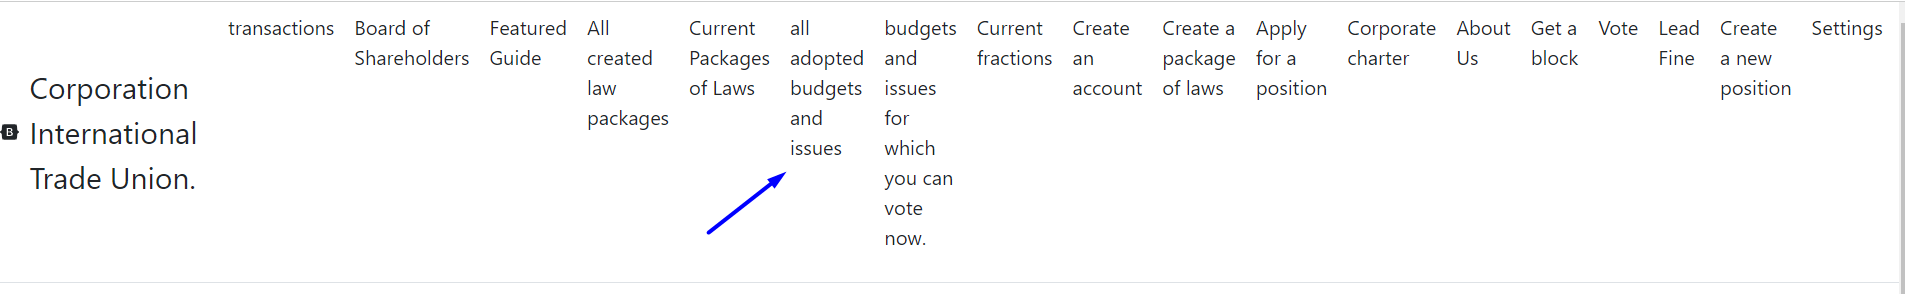 Corporation
International
Trade Union.
B
transactions
Board of
Shareholders
Featured
Guide
All
created
law
packages
Current
Packages
of Laws
all
adopted
budgets
and
issues
budgets
and
issues
for
which
you can
vote
now.
Current
fractions
Create
an
account
Create a
package
of laws
Apply
for a
position
Corporate
charter
About
Us
Get a
block
Vote
Lead
Fine
Create
a new
position
Settings